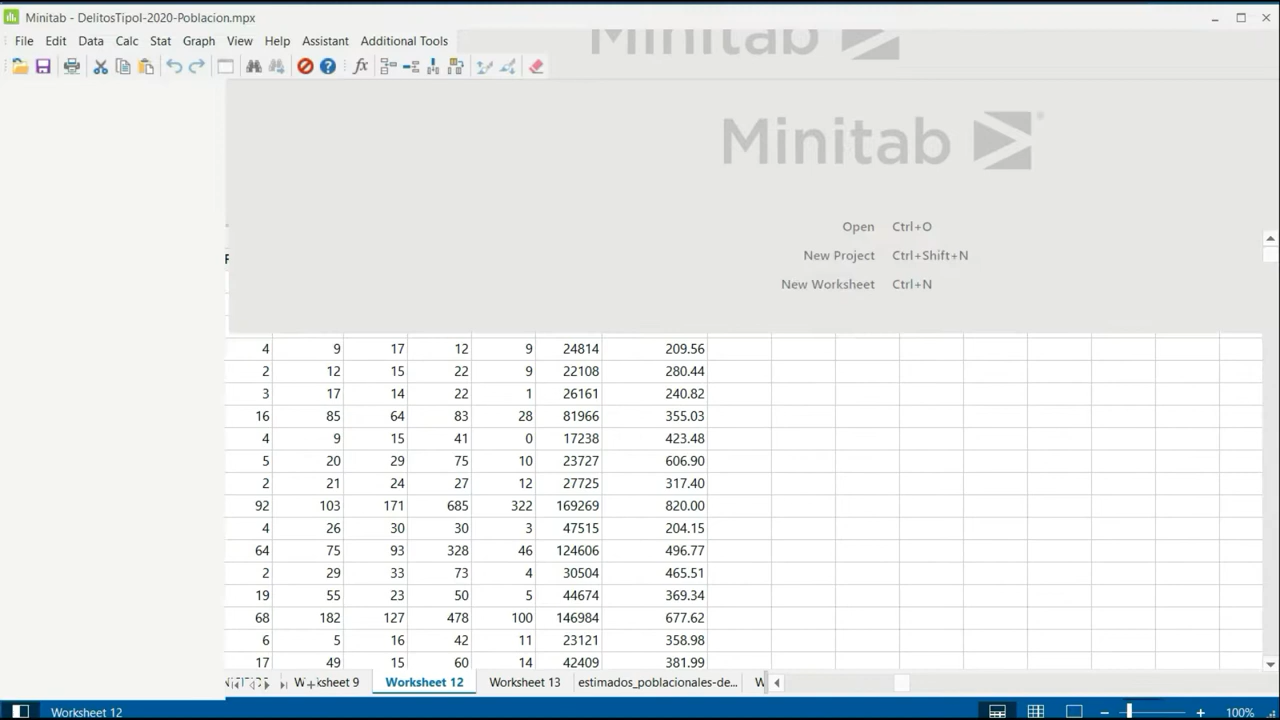 Minitab - DelitosTipoI-2020-Poblacion.mpx
File Edit Data Calc Stat Graph View Help Assistant Additional Tools
Minitab
Minitab
Open Ctrl+O
New Project Ctrl+Shift+N
New Worksheet Ctrl+N
4 9 17 12 9 24814 209.56
2 12 15 22 9 22108 280.44
3 17 14 22 1 26161 240.82
16 85 64 83 28 81966 355.03
4 9 15 41 0 17238 423.48
5 20 29 75 10 23727 606.90
2 21 24 27 12 27725 317.40
92 103 171 685 322 169269 820.00
4 26 30 30 3 47515 204.15
64 75 93 328 46 124606 496.77
2 29 33 73 4 30504 465.51
19 55 23 50 5 44674 369.34
68 182 127 478 100 146984 677.62
6 5 16 42 11 23121 358.98
17 49 15 60 14 42409 381.99
Worksheet 12 Worksheet 13 estimados_poblacionales-de...
Worksheet 12 100%